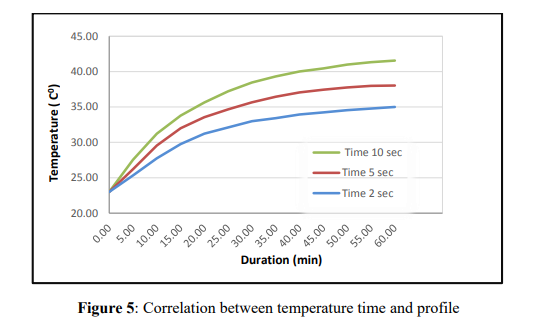 45.00
40.00
35.00
30.00
25.00
20.00
Temperature ( C⁰)
Time 10 sec
Time 5 sec
Time 2 sec
0.00 5.00 10.00 15.00 20.00 25.00 30.00 35.00 40.00 45.00 50.00 55.00 60.00
Duration (min)
Figure 5: Correlation between temperature time and profile